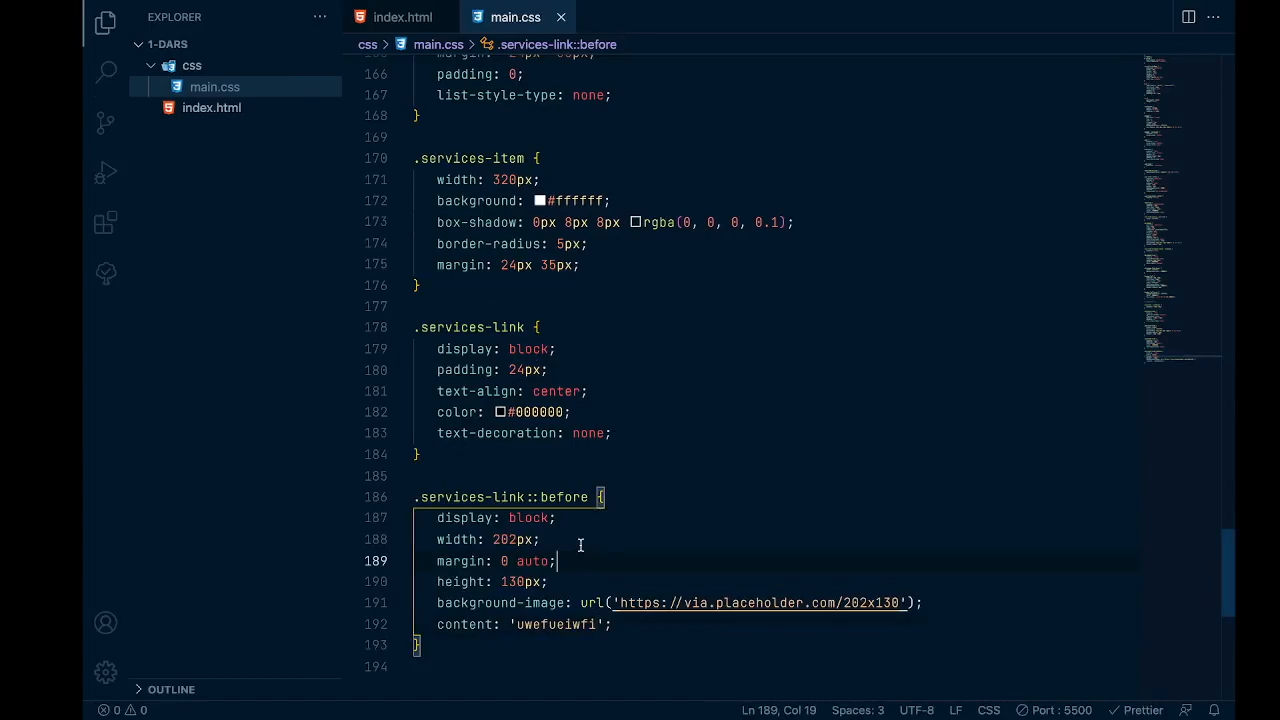 EXPLORER
1-DARS
css
main.css
index.html
OUTLINE
index.html
main.css
css > main.css > .services-link::before
166 padding: 0;
167 list-style-type: none;
168 }
169
170 .services-item {
171 width: 320px;
172 background: #ffffff;
173 box-shadow: 0px 8px 8px rgba(0, 0, 0, 0.1);
174 border-radius: 5px;
175 margin: 24px 35px;
176 }
177
178 .services-link {
179 display: block;
180 padding: 24px;
181 text-align: center;
182 color: #000000;
183 text-decoration: none;
184 }
185
186 .services-link::before {
187 display: block;
188 width: 202px;
189 margin: 0 auto;
190 height: 130px;
191 background-image: url('https://via.placeholder.com/202x130');
192 content: 'uwefueiwfi';
193 }
194
0 0 Ln 189, Col 19 Spaces: 3 UTF-8 LF CSS Port : 5500 Prettier